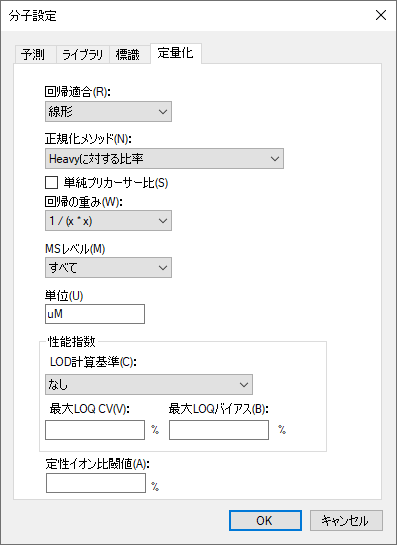 分子設定
予測 ライブラリ 標識 定量化
回帰適合(R):
線形
正規化メソッド(N):
Heavyに対する比率
単純プリカーサー比(S)
回帰の重み(W):
1 / (x * x)
MSレベル(M)
すべて
単位(U)
uM
性能指数
LOD計算基準(C):
なし
最大LOQ CV(V): 最大LOQバイアス(B):
% %
定性イオン比閾値(A):
%
OK キャンセル